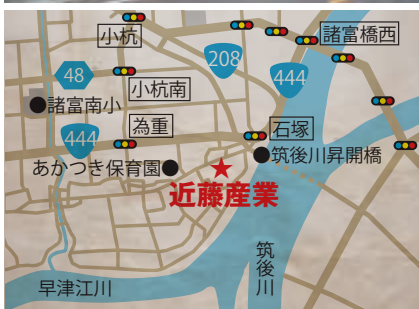 小杭
208
諸富橋西
48
小杭南
444
諸富南小
444
為重
石塚
あかつき保育園
筑後川昇開橋
近藤産業
早津江川
筑後川